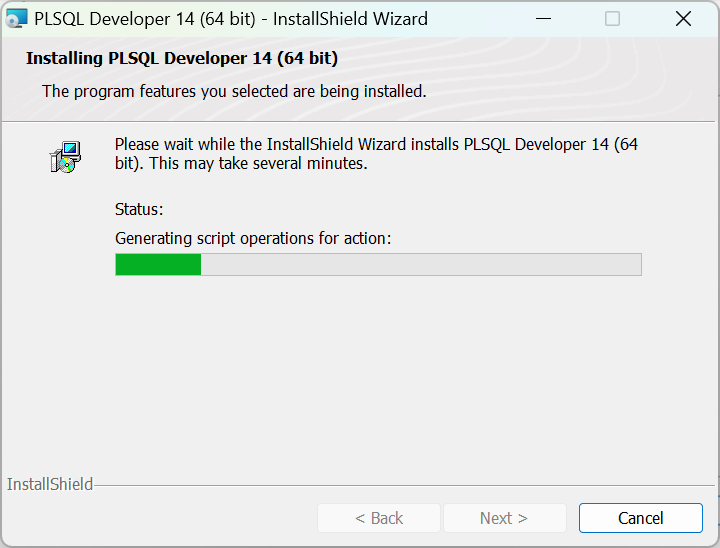 PLSQL Developer 14 (64 bit) - InstallShield Wizard
Installing PLSQL Developer 14 (64 bit)
The program features you selected are being installed.
Please wait while the InstallShield Wizard installs PLSQL Developer 14 (64
bit). This may take several minutes.
Status:
Generating script operations for action:
InstallShield
< Back
Next >
Cancel